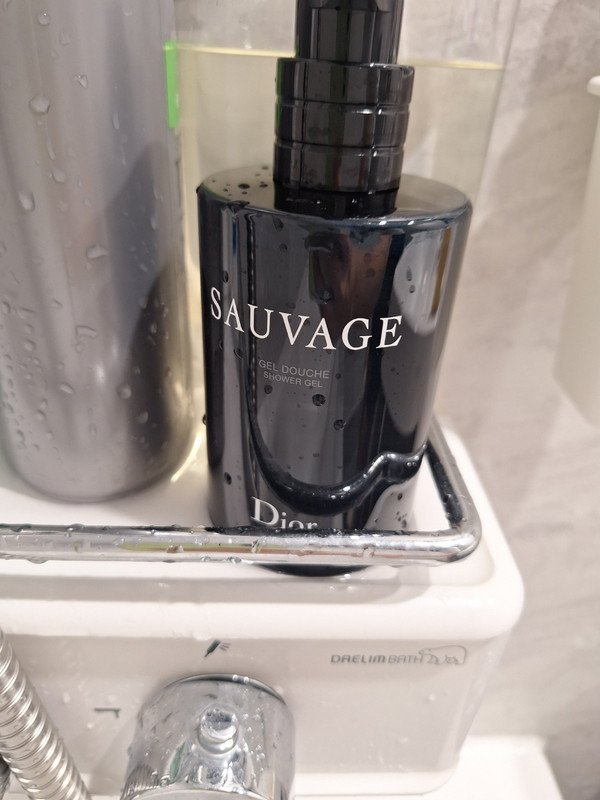 SAUVAGE
GEL DOUCHE
SHOWER GEL
Dior
DAELIM BATH